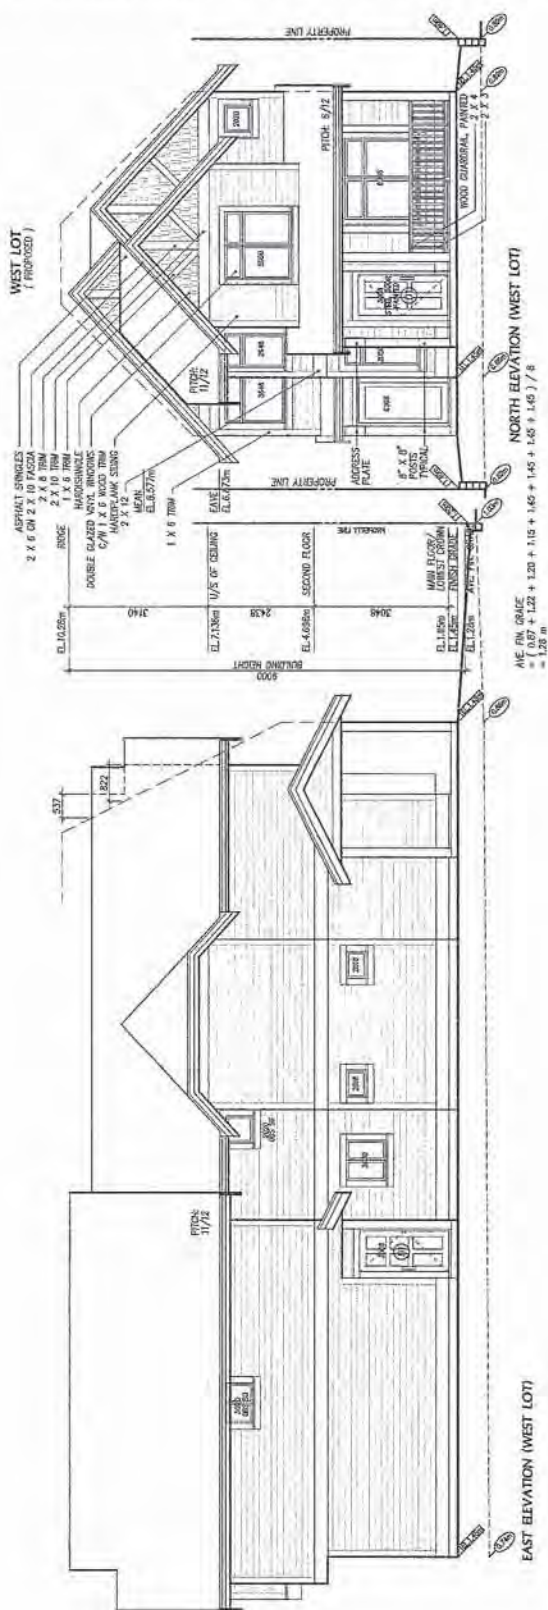 WEST LOT
( PROPOSED )
ASPHALT SHINGLES
2 X 6 ON 2 X 10 FASCIA
2 X 8 TRIM
2 X 10 TRIM
1 X 6 TRIM
HARDISHINGLE
DOUBLE GLAZED VINYL WINDOWS
C/W 1 X 6 WOOD TRIM
HARDIPLANK SIDING
2 X 12
MEAN
EL.8.577m
1 X 6 TRIM
EAVE
EL.6.873m
PITCH:
11/12
PITCH: 6/12
ADDRESS
PLATE
8" X 8"
POSTS
TYPICAL
WOOD GUARDRAIL, PAINTED
2 X 4
2 X 3
PROPERTY LINE
PROPERTY LINE
NORTH ELEVATION (WEST LOT)
AVE. FIN. GRADE
= ( 0.87 + 1.22 + 1.20 + 1.15 + 1.45 + 1.45 + 1.45 + 1.45 ) / 8
= 1.28 m
RIDGE
EL.10.28m
U/S OF CEILING
EL.7.136m
SECOND FLOOR
EL.4.698m
MAIN FLOOR/
LOWEST CROWN
EL.1.65m
FINISH GRADE
EL.1.45m
AVE. FIN. GRADE
EL.1.28m
3140
2438
3048
BUILDING HEIGHT
9000
537
822
PITCH:
11/12
EAST ELEVATION (WEST LOT)